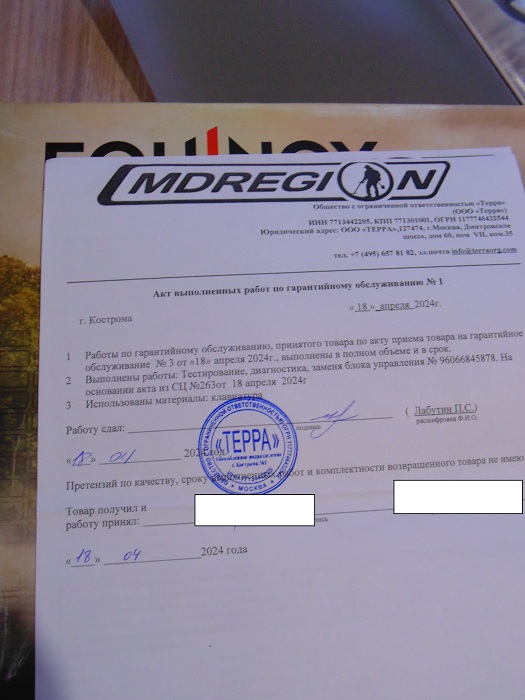 EQUINOX
MDREGION
Общество с ограниченной ответственностью «Терра»
(ООО «Терра»)
ИНН 7713442205, КПП 771301001, ОГРН 1177746432544
Юридический адрес: ООО «ТЕРРА»,127474, г.Москва, Дмитровское
шоссе, дом 60, пом VII, ком.35
тел. +7 (495) 657 81 82, эл.почта info@terraorg.com
Акт выполненных работ по гарантийному обслуживанию № 1
г. Кострома
« 18 » апреля 2024г.
1 Работы по гарантийному обслуживанию, принятого товара по акту приема товара на гарантийное
обслуживание № 3 от «18» апреля 2024г., выполнены в полном объеме и в срок.
2 Выполнены работы: Тестирование, диагностика, замена блока управления № 96066845878. На
основании акта из СЦ №263от 18 апреля 2024г
3 Использованы материалы: клавиатура
Работу сдал: ( Лабутин П.С.)
подпись расшифровка Ф.И.О.
«ТЕРРА»
Обособленное подразделение
г. Кострома №1
МОСКВА
«18» 04 2024 года
Претензий по качеству, сроку работ и комплектности возвращенного товара не имею
Товар получил и
работу принял:
«18» 04 2024 года